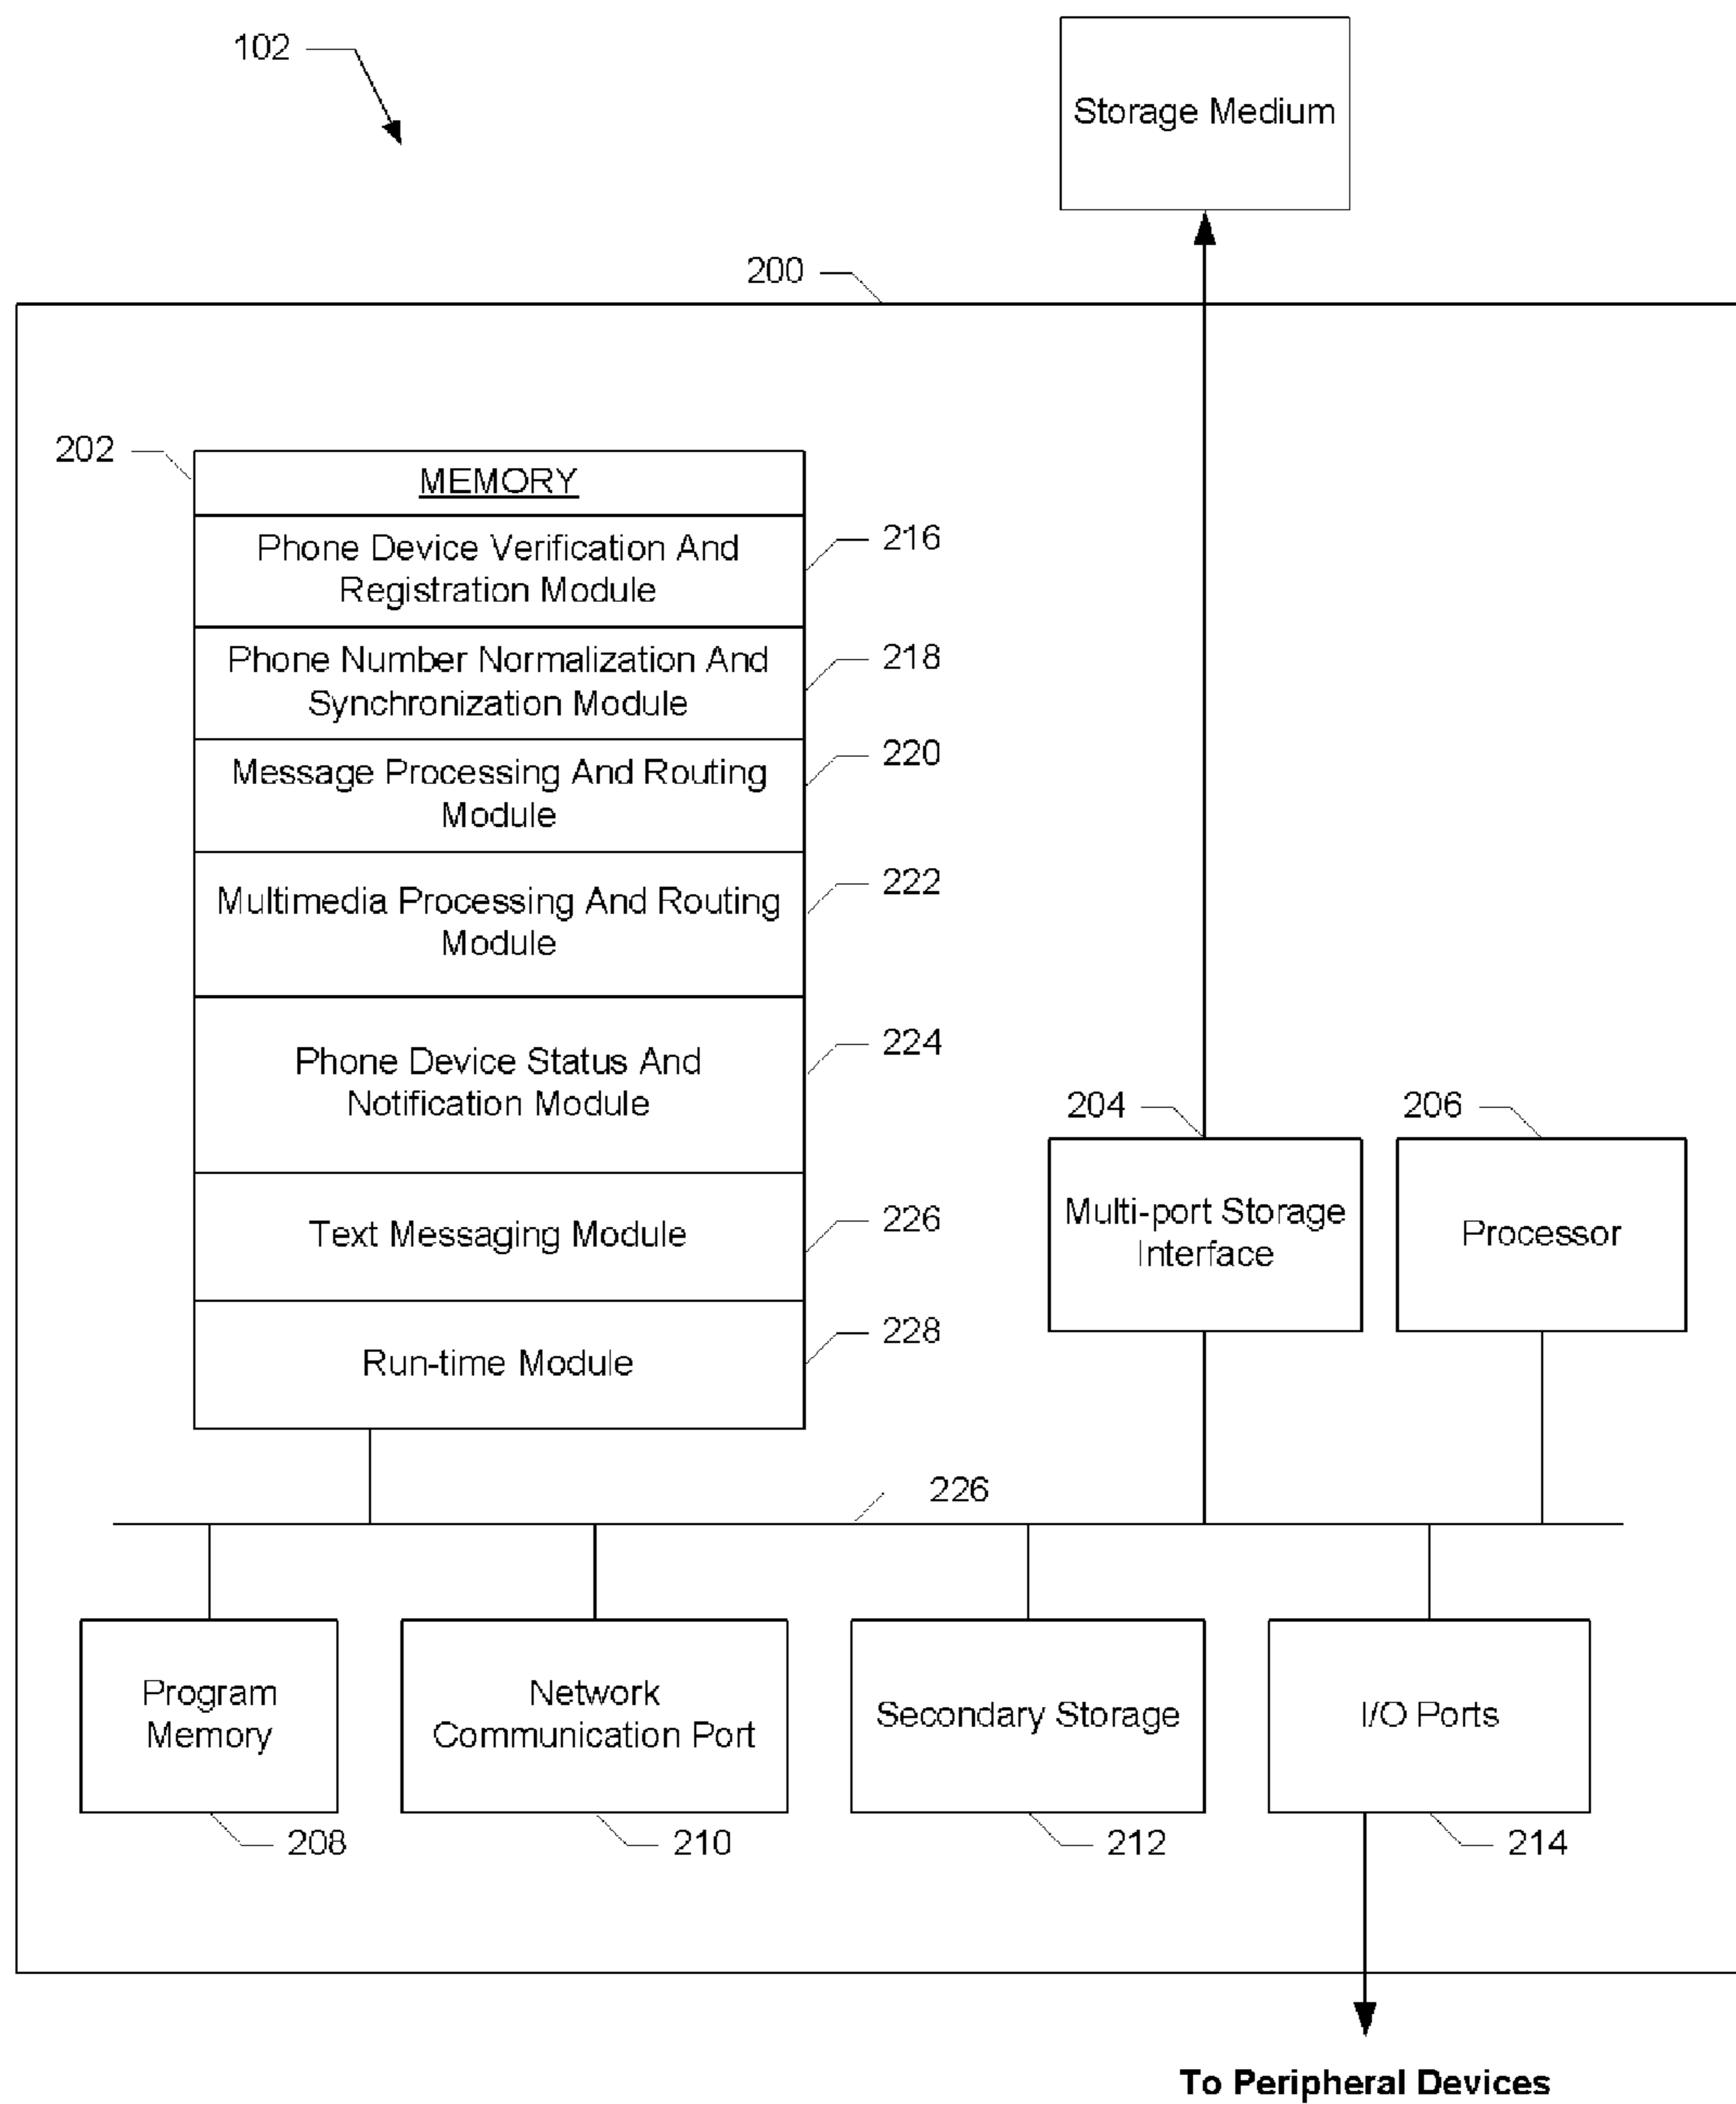 102
Storage Medium
200
202
MEMORY
Phone Device Verification And
Registration Module
216
Phone Number Normalization And
Synchronization Module
218
Message Processing And Routing
Module
220
Multimedia Processing And Routing
Module
222
Phone Device Status And
Notification Module
224
Text Messaging Module
226
Run-time Module
228
204
Multi-port Storage
Interface
206
Processor
226
Program
Memory
208
Network
Communication Port
210
Secondary Storage
212
I/O Ports
214
To Peripheral Devices